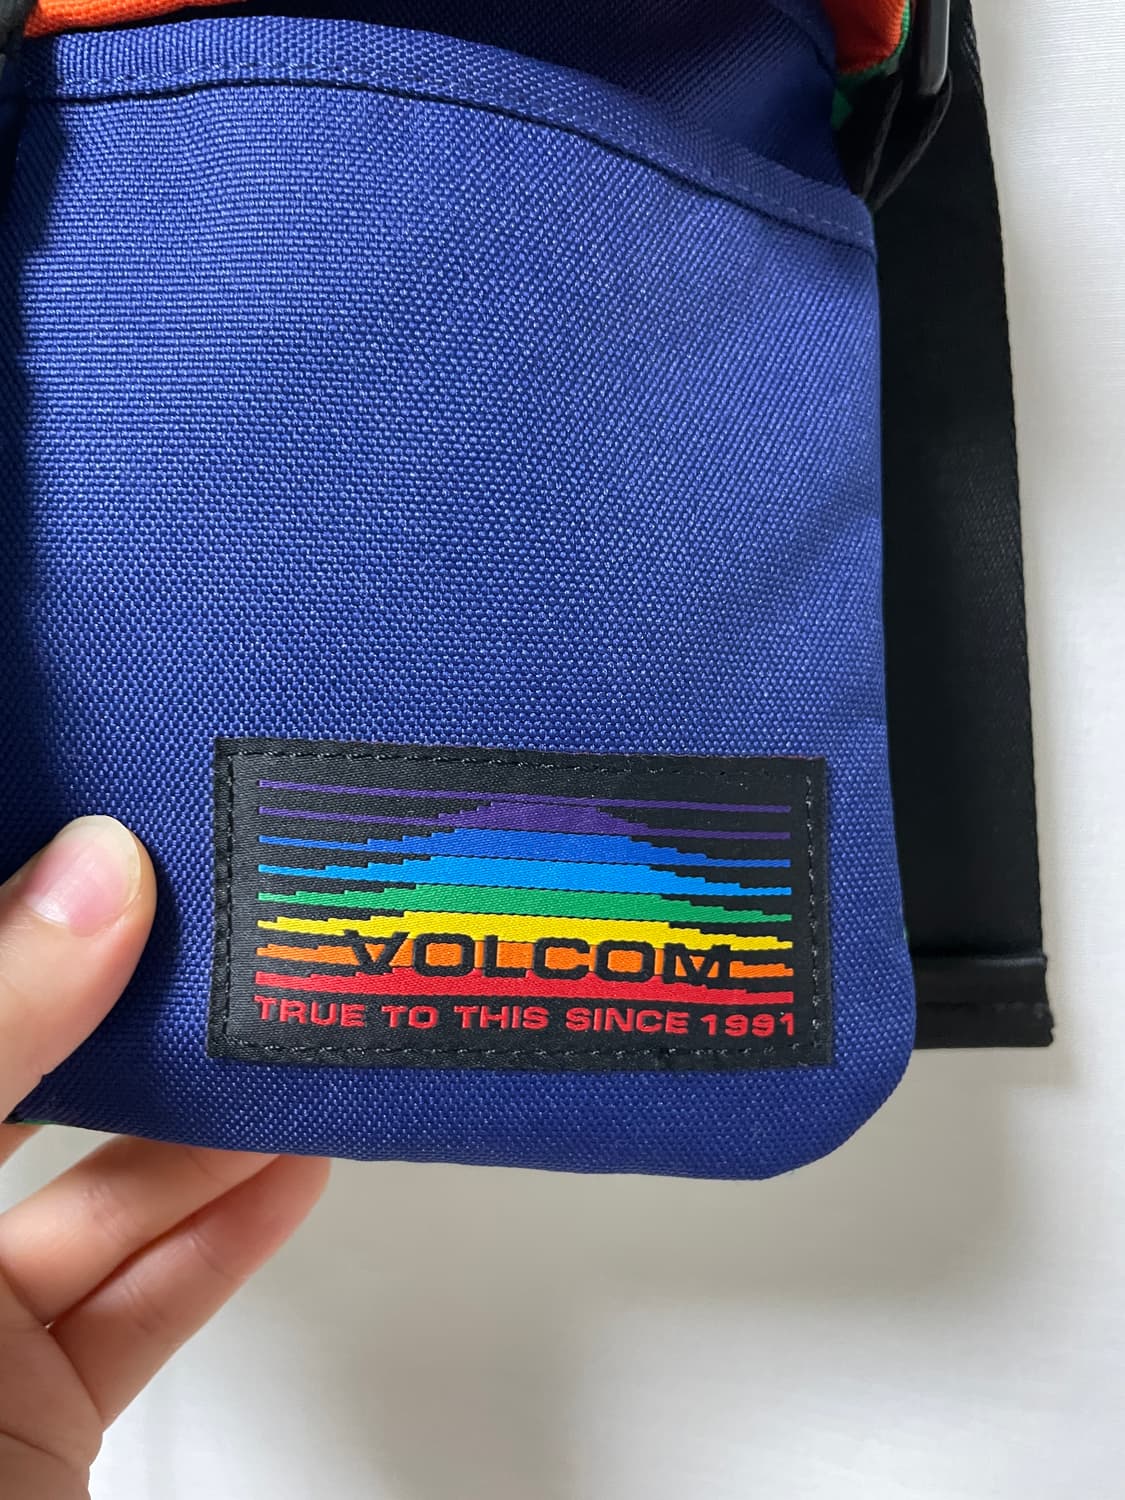 VOLCOM
TRUE TO THIS SINCE 1991